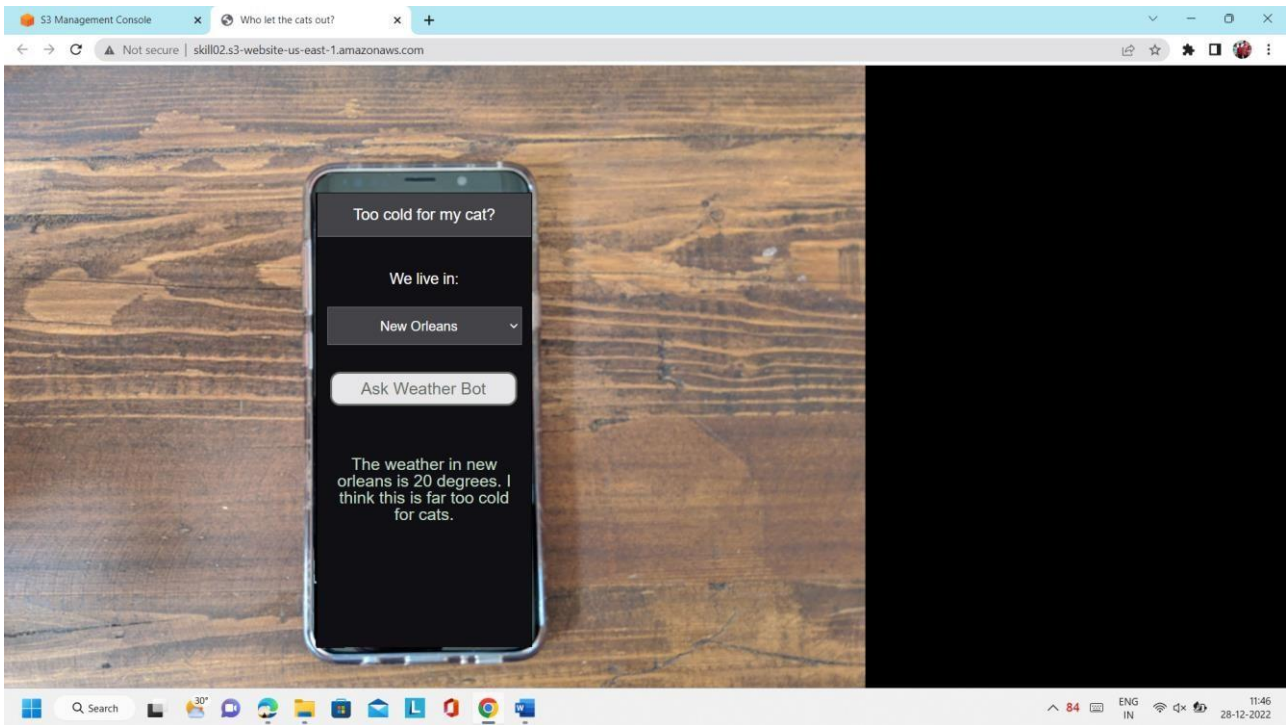 S3 Management Console
Who let the cats out?
Not secure | skill02.s3-website-us-east-1.amazonaws.com
Too cold for my cat?
We live in:
New Orleans
Ask Weather Bot
The weather in new
orleans is 20 degrees. I
think this is far too cold
for cats.
30°
Search
84
ENG
IN
11:46
28-12-2022